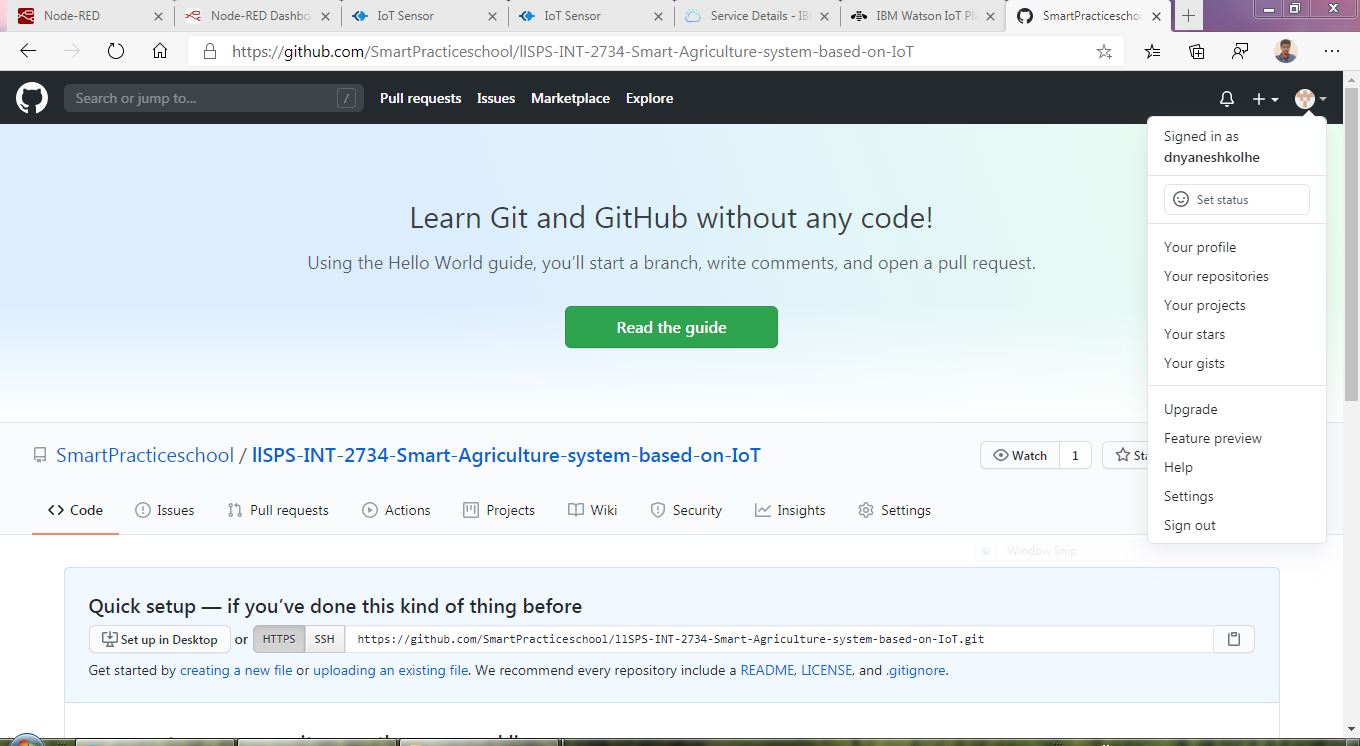 Node-RED
Node-RED Dashbo
IoT Sensor
IoT Sensor
Service Details - IB
IBM Watson IoT Pl
SmartPracticeschoo
https://github.com/SmartPracticeschool/llSPS-INT-2734-Smart-Agriculture-system-based-on-IoT
Search or jump to... /
Pull requests Issues Marketplace Explore
Signed in as
dnyaneshkolhe
Set status
Your profile
Your repositories
Your projects
Your stars
Your gists
Upgrade
Feature preview
Help
Settings
Sign out
Learn Git and GitHub without any code!
Using the Hello World guide, you’ll start a branch, write comments, and open a pull request.
Read the guide
SmartPracticeschool / llSPS-INT-2734-Smart-Agriculture-system-based-on-IoT
Watch 1 Sta
Code Issues Pull requests Actions Projects Wiki Security Insights Settings
Window Snip
Quick setup — if you’ve done this kind of thing before
Set up in Desktop or HTTPS SSH https://github.com/SmartPracticeschool/llSPS-INT-2734-Smart-Agriculture-system-based-on-IoT.git
Get started by creating a new file or uploading an existing file. We recommend every repository include a README, LICENSE, and .gitignore.